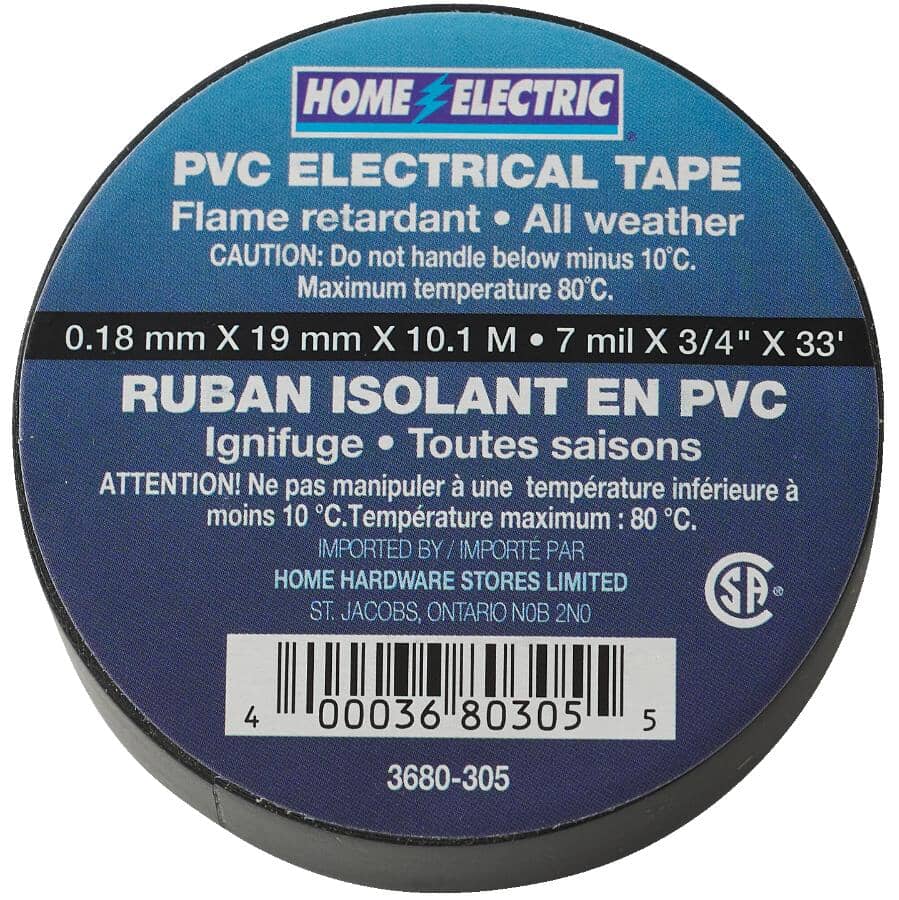 HOME ELECTRIC
PVC ELECTRICAL TAPE
Flame retardant • All weather
CAUTION: Do not handle below minus 10°C.
Maximum temperature 80°C.
0.18 mm X 19 mm X 10.1 M • 7 mil X 3/4" X 33'
RUBAN ISOLANT EN PVC
Ignifuge • Toutes saisons
ATTENTION! Ne pas manipuler à une température inférieure à
moins 10 °C.Température maximum : 80 °C.
IMPORTED BY / IMPORTÉ PAR
HOME HARDWARE STORES LIMITED
ST. JACOBS, ONTARIO N0B 2N0
CSA®
4 00036 80305 5
3680-305